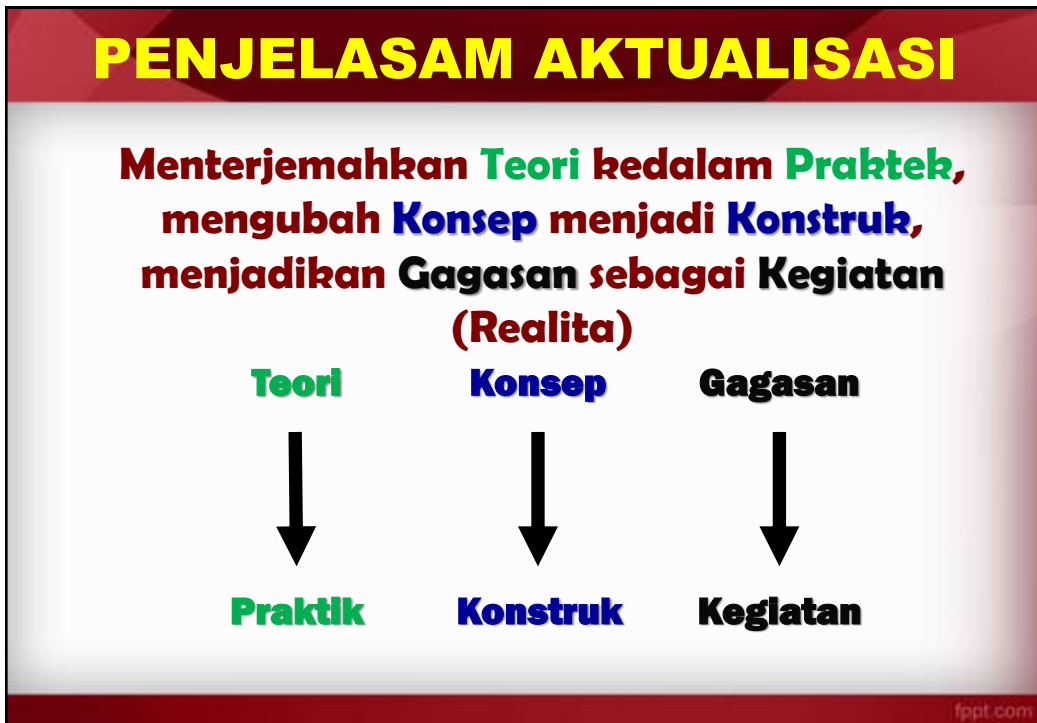 PENJELASAM AKTUALISASI
Menterjemahkan Teori kedalam Praktek,
mengubah Konsep menjadi Konstruk,
menjadikan Gagasan sebagai Kegiatan
(Realita)
Teori Konsep Gagasan
Praktik Konstruk Kegiatan
fppt.com